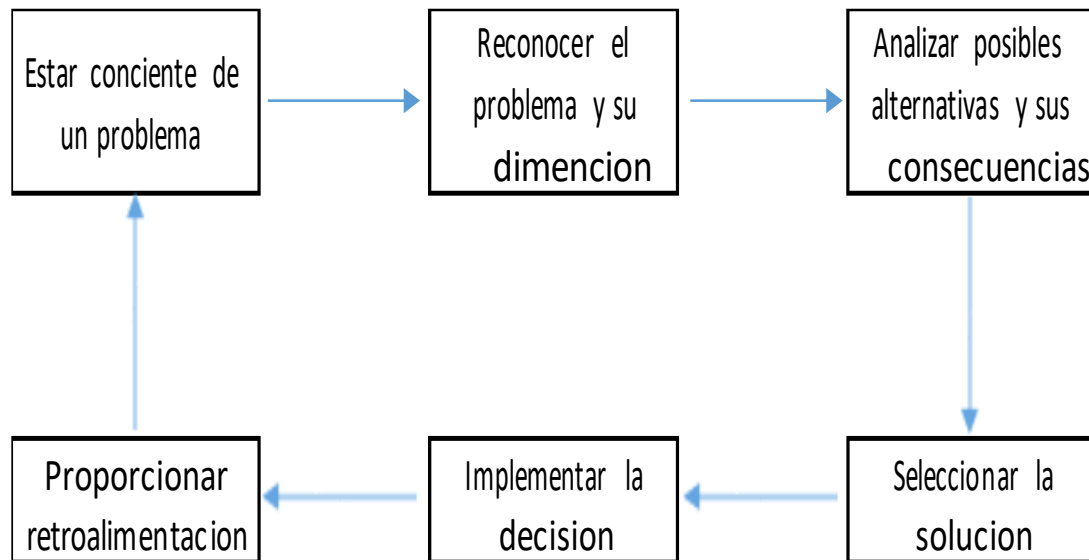 Estar conciente de
un problema
Reconocer el
problema y su
dimencion
Analizar posibles
alternativas y sus
consecuencias
Seleccionar la
solucion
Implementar la
decision
Proporcionar
retroalimentacion